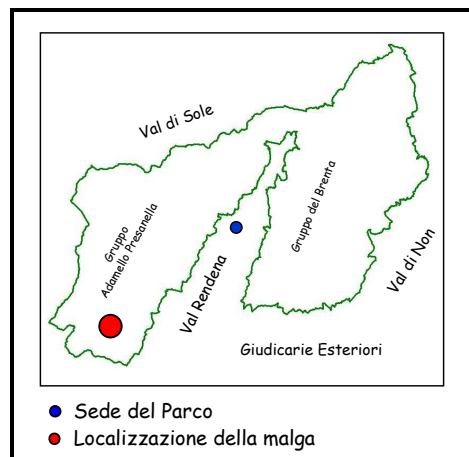 Val di Sole
Gruppo
Adamello Presanella
Gruppo del Brenta
Val Rendena
Val di Non
Giudicarie Esteriori
Sede del Parco
Localizzazione della malga